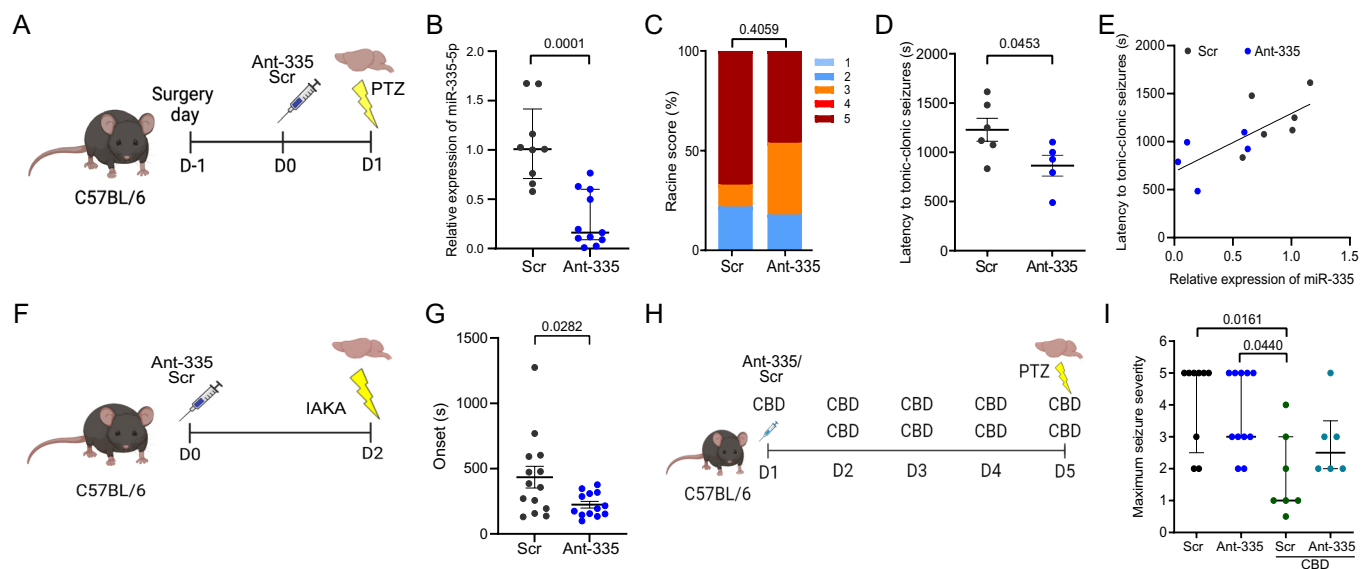 A
Surgery
day
Ant-335
Scr
PTZ
D-1
D0
D1
C57BL/6
B
0.0001
Relative expression of miR-335-5p
2.0
1.5
1.0
0.5
0.0
Scr
Ant-335
C
0.4059
Racine score (%)
100
50
0
Scr
Ant-335
1
2
3
4
5
D
0.0453
Latency to tonic-clonic seizures (s)
2000
1500
1000
500
0
Scr
Ant-335
E
Scr
Ant-335
Latency to tonic-clonic seizures (s)
2000
1500
1000
500
0
0.0
0.5
1.0
1.5
Relative expression of miR-335
F
Ant-335
Scr
IAKA
D0
D2
C57BL/6
G
0.0282
Onset (s)
1500
1000
500
0
Scr
Ant-335
H
Ant-335/
Scr
PTZ
CBD CBD CBD CBD CBD
CBD CBD CBD CBD
D1 D2 D3 D4 D5
C57BL/6
I
0.0161
0.0440
Maximum seizure severity
6
5
4
3
2
1
0
Scr Ant-335 Scr Ant-335
CBD